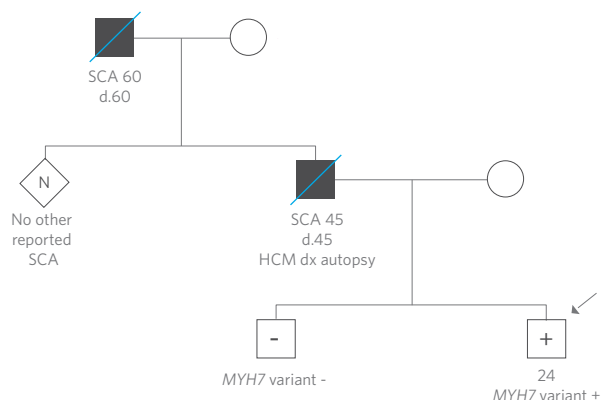 SCA 60
d.60
N
No other
reported
SCA
SCA 45
d.45
HCM dx autopsy
-
MYH7 variant -
+
24
MYH7 variant +